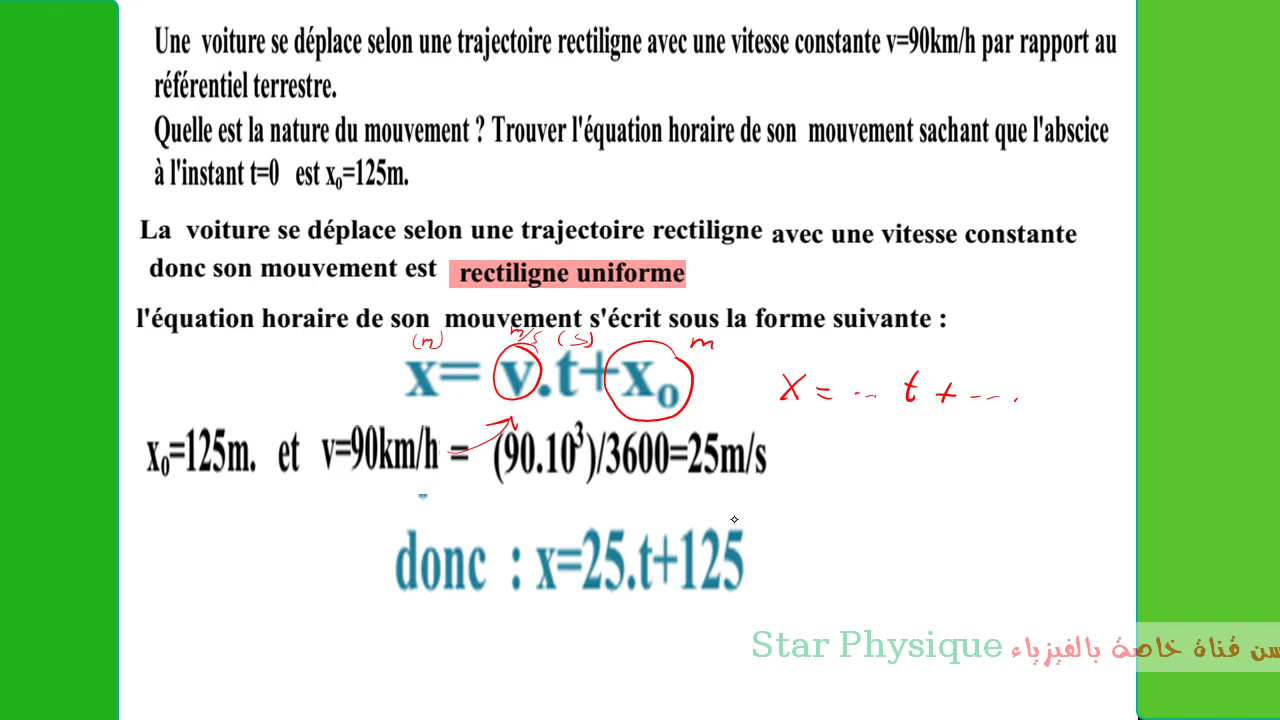 Une voiture se déplace selon une trajectoire rectiligne avec une vitesse constante v=90km/h par rapport au
référentiel terrestre.
Quelle est la nature du mouvement ? Trouver l'équation horaire de son mouvement sachant que l'abscice
à l'instant t=0 est x₀=125m.
La voiture se déplace selon une trajectoire rectiligne avec une vitesse constante
donc son mouvement est rectiligne uniforme
l'équation horaire de son mouvement s'écrit sous la forme suivante :
(m) m/s (s) m
x= v.t+x₀
x = ... t + ....
x₀=125m. et v=90km/h = (90.10³)/3600=25m/s
donc : x=25.t+125
Star Physique سن قناة خاصة بالفيزياء